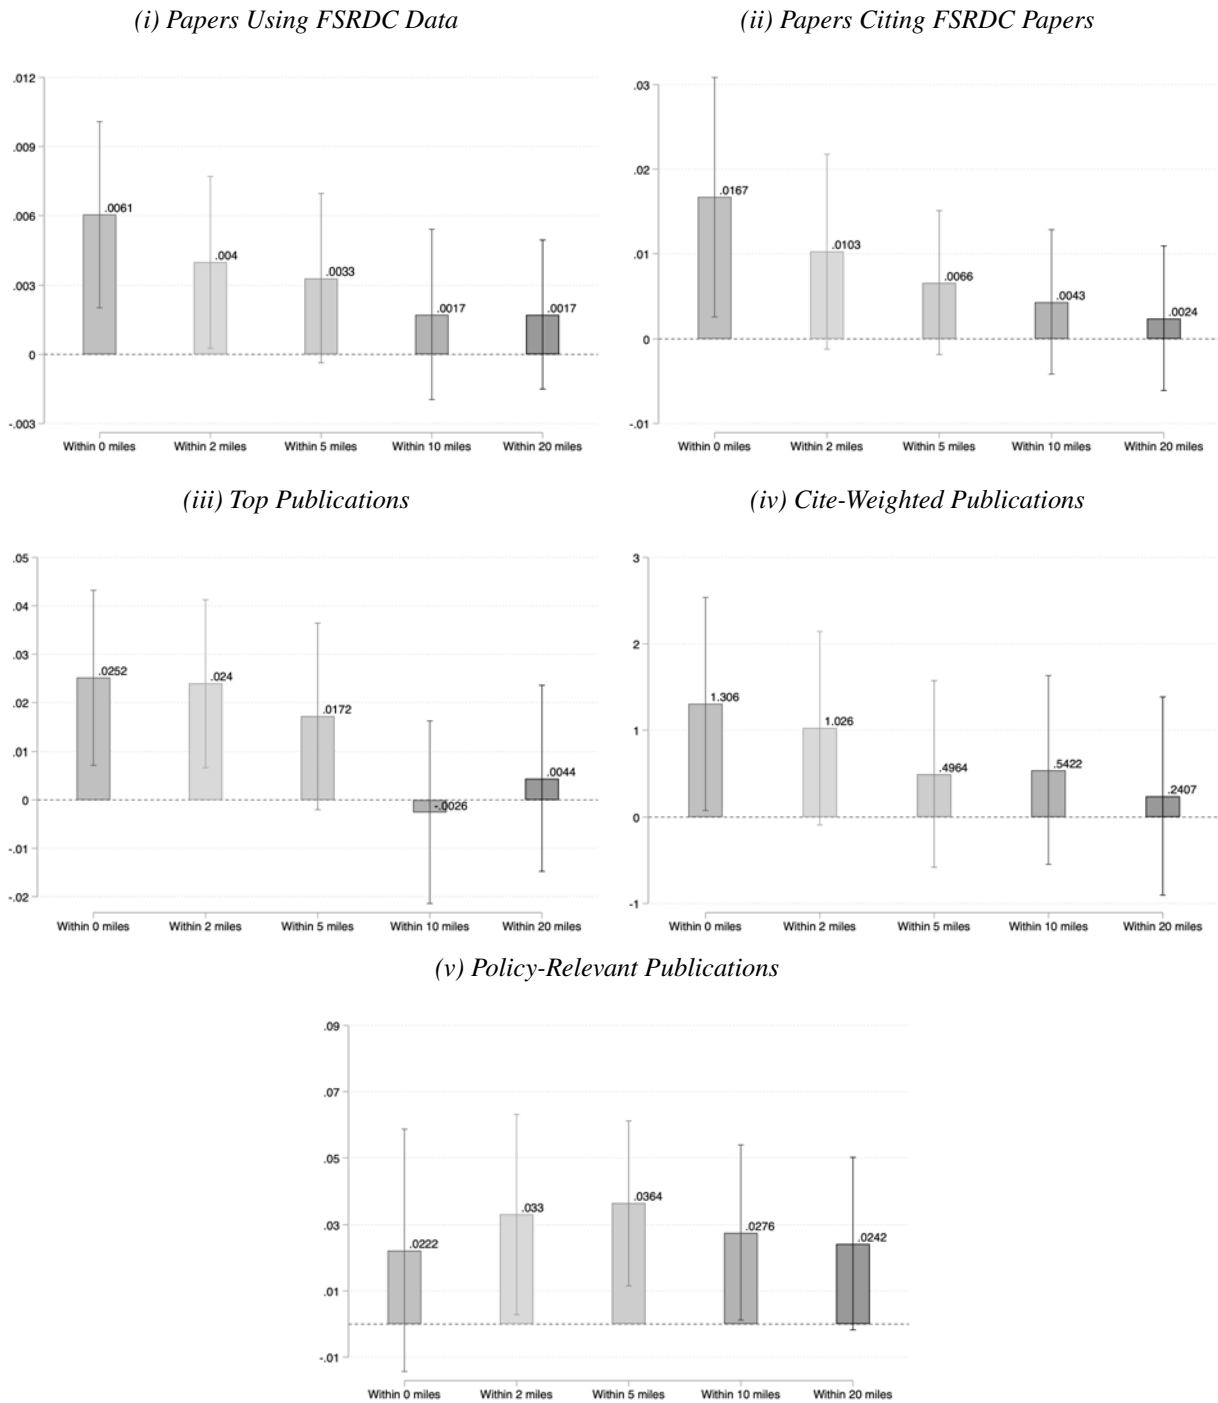 (i) Papers Using FSRDC Data
.012
.009
.006
.003
0
-.003
.0061
.004
.0033
.0017
.0017
Within 0 miles
Within 2 miles
Within 5 miles
Within 10 miles
Within 20 miles
(ii) Papers Citing FSRDC Papers
.03
.02
.01
0
-.01
.0167
.0103
.0066
.0043
.0024
Within 0 miles
Within 2 miles
Within 5 miles
Within 10 miles
Within 20 miles
(iii) Top Publications
.05
.04
.03
.02
.01
0
-.01
-.02
.0252
.024
.0172
-.0026
.0044
Within 0 miles
Within 2 miles
Within 5 miles
Within 10 miles
Within 20 miles
(iv) Cite-Weighted Publications
3
2
1
0
-1
1.306
1.026
.4964
.5422
.2407
Within 0 miles
Within 2 miles
Within 5 miles
Within 10 miles
Within 20 miles
(v) Policy-Relevant Publications
.09
.07
.05
.03
.01
-.01
.0222
.033
.0364
.0276
.0242
Within 0 miles
Within 2 miles
Within 5 miles
Within 10 miles
Within 20 miles